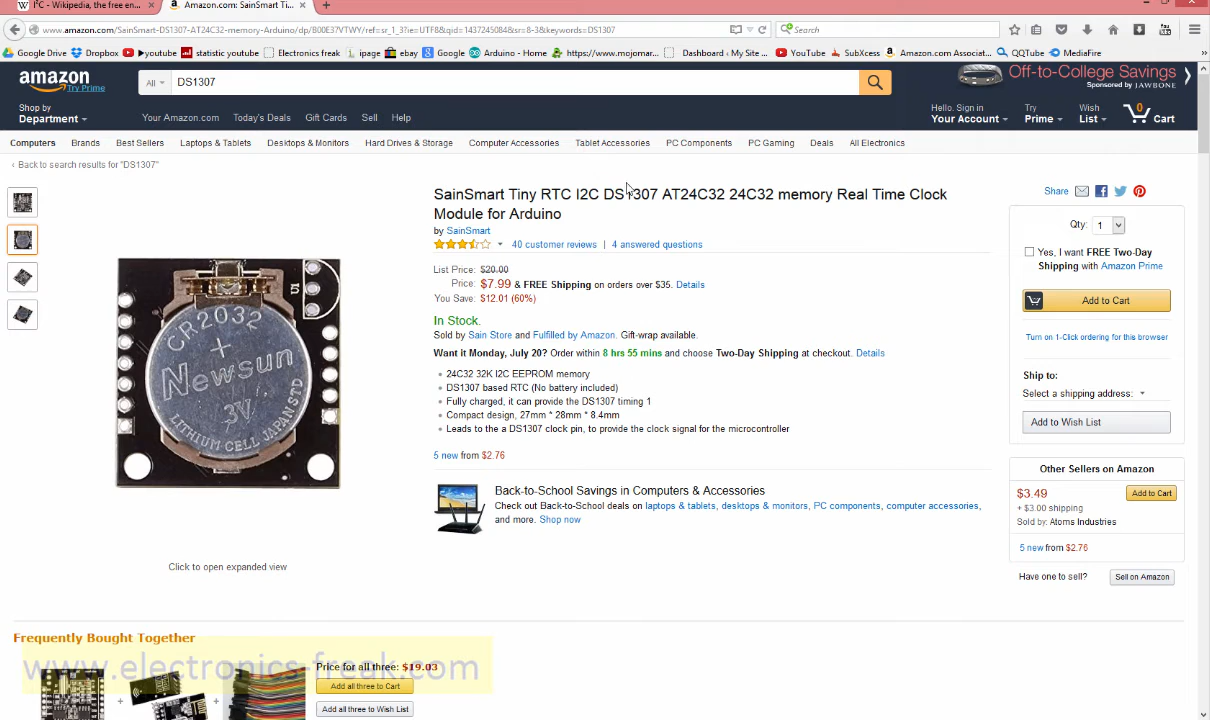 I²C - Wikipedia, the free en...
Amazon.com: SainSmart Ti...
www.amazon.com/SainSmart-DS1307-AT24C32-memory-Arduino/dp/B00E37VTWY/ref=sr_1_3?ie=UTF8&qid=1437245084&sr=8-3&keywords=DS1307
Search
Google Drive Dropbox ▶youtube statistic youtube Electronics freak ipage ebay Google Arduino - Home https://www.mojomar... Dashboard ‹ My Site ... YouTube SubXcess Amazon.com Associat... QQTube MediaFire
amazon
Try Prime
All
DS1307
Off-to-College Savings
Sponsored by JAWBONE
Shop by
Department
Your Amazon.com Today's Deals Gift Cards Sell Help
Hello. Sign in
Your Account
Try
Prime
Wish
List
0
Cart
Computers Brands Best Sellers Laptops & Tablets Desktops & Monitors Hard Drives & Storage Computer Accessories Tablet Accessories PC Components PC Gaming Deals All Electronics
‹ Back to search results for "DS1307"
SainSmart Tiny RTC I2C DS1307 AT24C32 24C32 memory Real Time Clock
Module for Arduino
by SainSmart
40 customer reviews | 4 answered questions
List Price: $20.00
Price: $7.99 & FREE Shipping on orders over $35. Details
You Save: $12.01 (60%)
In Stock.
Sold by Sain Store and Fulfilled by Amazon. Gift-wrap available.
Want it Monday, July 20? Order within 8 hrs 55 mins and choose Two-Day Shipping at checkout. Details
24C32 32K I2C EEPROM memory
DS1307 based RTC (No battery included)
Fully charged, it can provide the DS1307 timing 1
Compact design, 27mm * 28mm * 8.4mm
Leads to the a DS1307 clock pin, to provide the clock signal for the microcontroller
5 new from $2.76
Back-to-School Savings in Computers & Accessories
Check out Back-to-School deals on laptops & tablets, desktops & monitors, PC components, computer accessories,
and more. Shop now
U1
CR2032
+
Newsun
3V
LITHIUM CELL JAPAN STD
Click to open expanded view
Share
Qty: 1
Yes, I want FREE Two-Day
Shipping with Amazon Prime
Add to Cart
Turn on 1-Click ordering for this browser
Ship to:
Select a shipping address:
Add to Wish List
Other Sellers on Amazon
$3.49
Add to Cart
+ $3.00 shipping
Sold by: Atoms Industries
5 new from $2.76
Have one to sell?
Sell on Amazon
Frequently Bought Together
www.electronics-freak.com
Price for all three: $19.03
Add all three to Cart
Add all three to Wish List